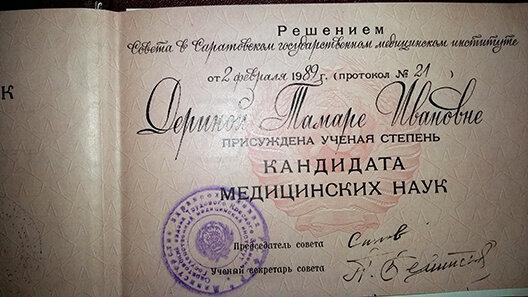 К
Решением
Совета в Саратовском государственном медицинском институте
от 2 февраля 1989 г. (протокол № 21 )
Дериной Тамаре Ивановне
ПРИСУЖДЕНА УЧЕНАЯ СТЕПЕНЬ
КАНДИДАТА
МЕДИЦИНСКИХ НАУК
Председатель совета
Ученый секретарь совета